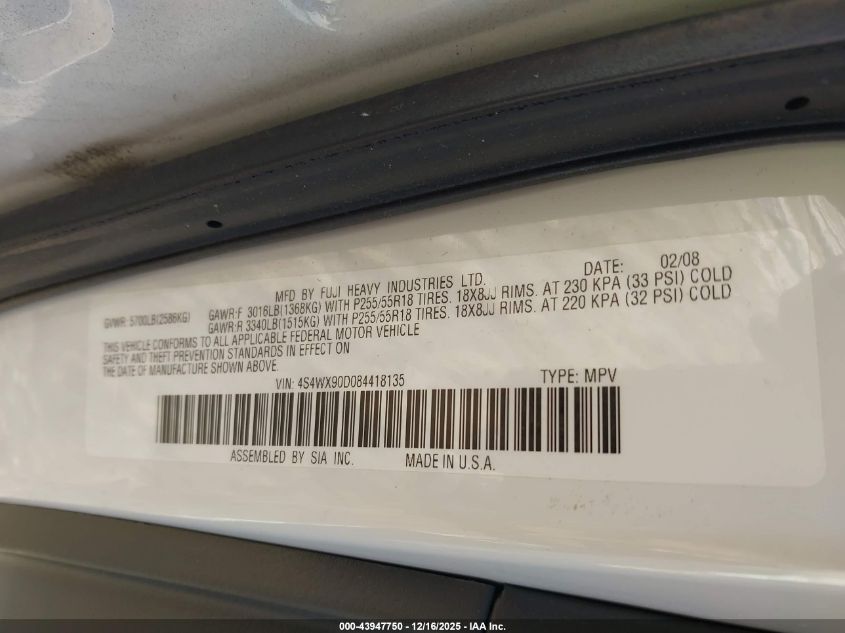 MFD BY FUJI HEAVY INDUSTRIES LTD. DATE: 02/08
GVWR: 5700LB(2586KG) GAWR:F 3016LB(1368KG) WITH P255/55R18 TIRES. 18X8JJ RIMS. AT 230 KPA (33 PSI) COLD
GAWR:R 3340LB(1515KG) WITH P255/55R18 TIRES. 18X8JJ RIMS. AT 220 KPA (32 PSI) COLD
THIS VEHICLE CONFORMS TO ALL APPLICABLE FEDERAL MOTOR VEHICLE
SAFETY AND THEFT PREVENTION STANDARDS IN EFFECT ON
THE DATE OF MANUFACTURE SHOWN ABOVE.
VIN: 4S4WX90D084418135 TYPE: MPV
ASSEMBLED BY SIA INC. MADE IN U.S.A.
000-43947750 - 12/16/2025 - IAA, Inc.